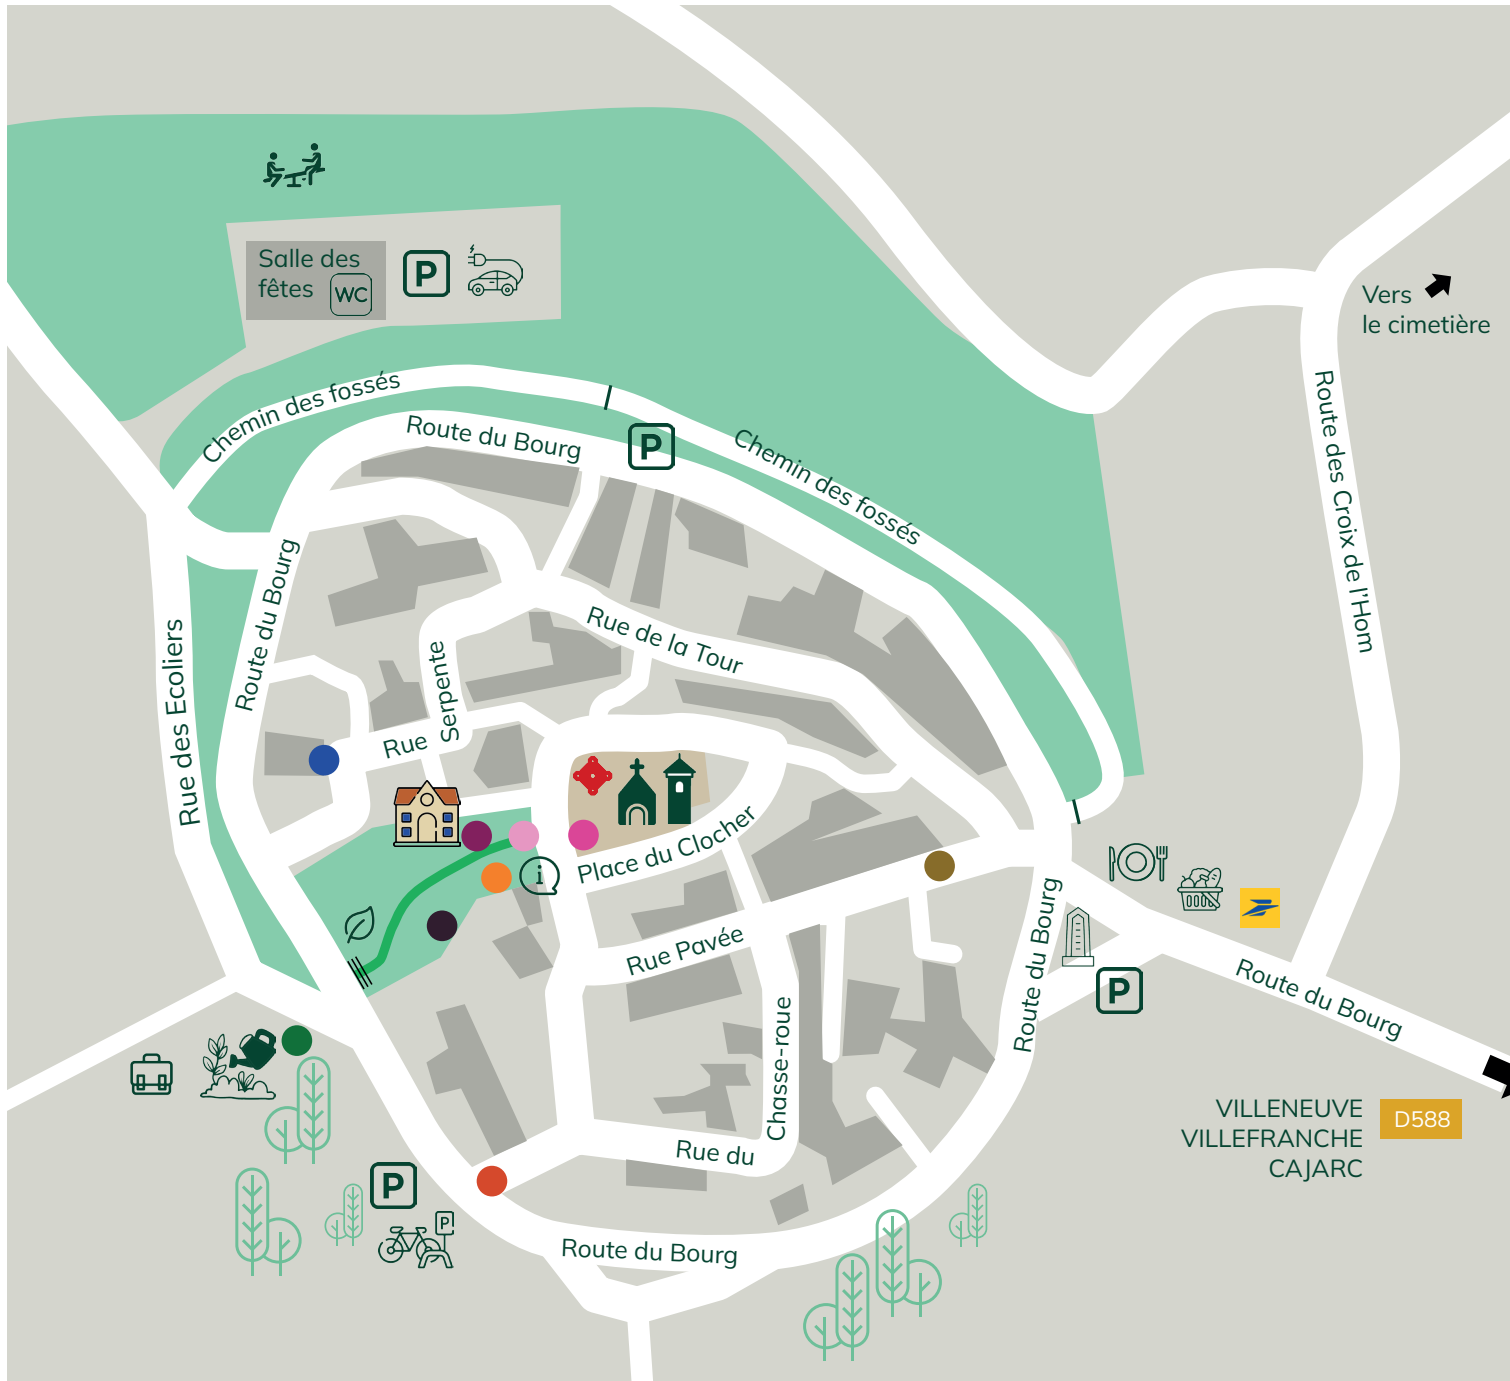 Salle des
fêtes
WC
P
Vers
le cimetière
Chemin des fossés
Route du Bourg
P
Chemin des fossés
Route des Croix de l'Hom
Route du Bourg
Rue des Ecoliers
Rue de la Tour
Rue Serpente
Place du Clocher
i
Rue Pavée
Route du Bourg
P
Route du Bourg
Rue du Chasse-roue
VILLENEUVE
VILLEFRANCHE
CAJARC
D588
P
P
Route du Bourg